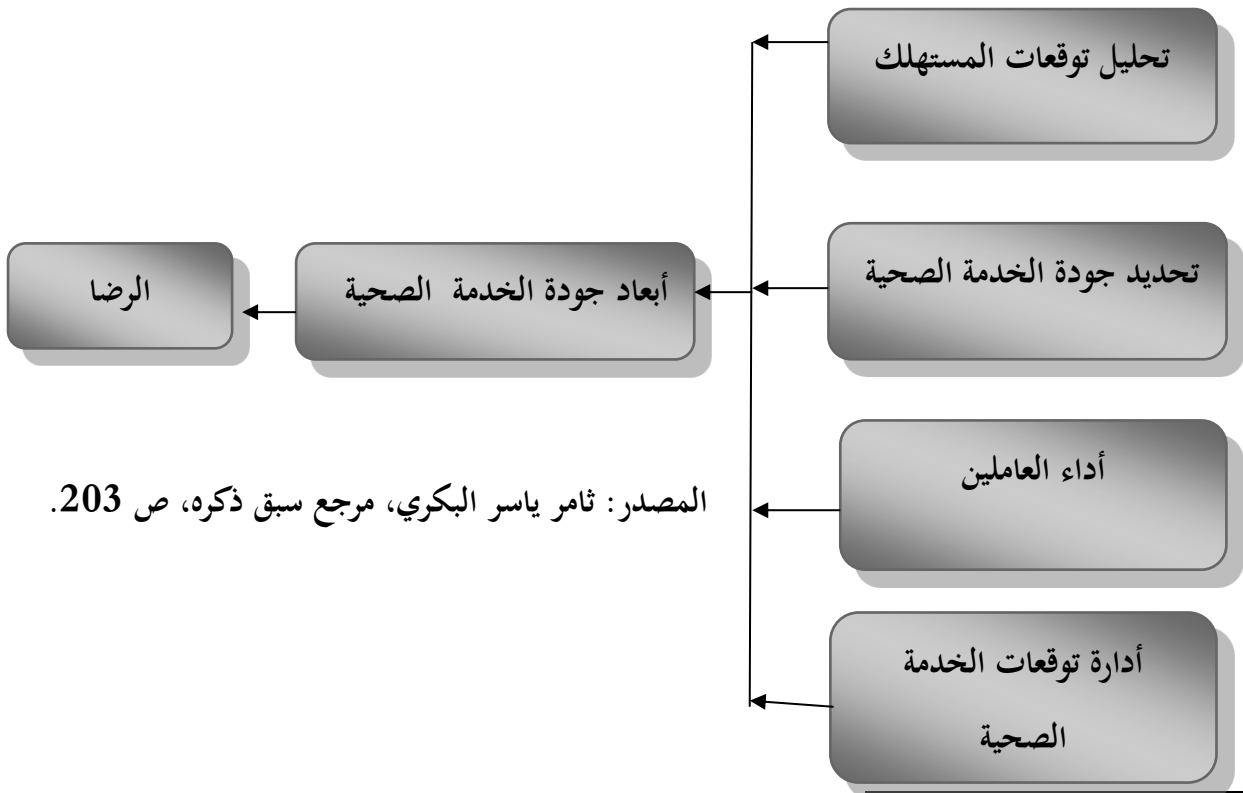 تحليل توقعات المستهلك
تحديد جودة الخدمة الصحية
أبعاد جودة الخدمة الصحية
الرضا
أداء العاملين
المصدر: ثامر ياسر البكري، مرجع سبق ذكره، ص 203.
أدارة توقعات الخدمة
الصحية